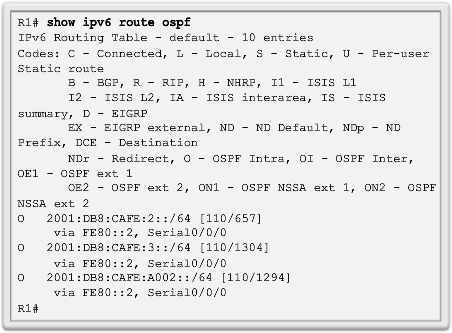 R1# show ipv6 route ospf
IPv6 Routing Table - default - 10 entries
Codes: C - Connected, L - Local, S - Static, U - Per-user
Static route
B - BGP, R - RIP, H - NHRP, I1 - ISIS L1
I2 - ISIS L2, IA - ISIS interarea, IS - ISIS
summary, D - EIGRP
EX - EIGRP external, ND - ND Default, NDp - ND
Prefix, DCE - Destination
NDr - Redirect, O - OSPF Intra, OI - OSPF Inter,
OE1 - OSPF ext 1
OE2 - OSPF ext 2, ON1 - OSPF NSSA ext 1, ON2 - OSPF
NSSA ext 2
O 2001:DB8:CAFE:2::/64 [110/657]
via FE80::2, Serial0/0/0
O 2001:DB8:CAFE:3::/64 [110/1304]
via FE80::2, Serial0/0/0
O 2001:DB8:CAFE:A002::/64 [110/1294]
via FE80::2, Serial0/0/0
R1#